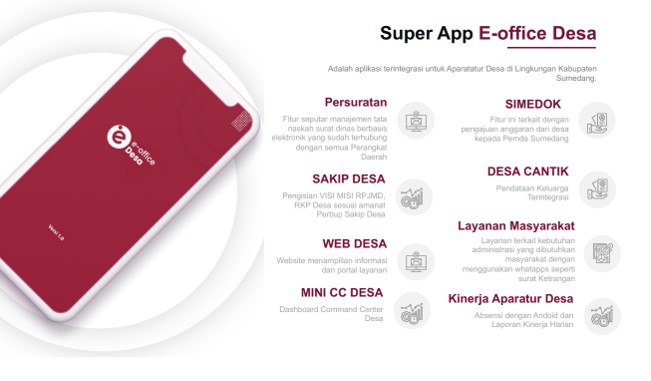 Super App E-office Desa
Adalah aplikasi terintegrasi untuk Aparatatur Desa di Lingkungan Kabupaten
Sumedang.
e-office
Desa
Versi 1.0
Persuratan
Fitur seputar manajemen tata
naskah surat dinas berbasis
elektronik yang sudah terhubung
dengan semua Perangkat
Daerah
SAKIP DESA
Pengisian VISI MISI RPJMD,
RKP Desa sesuai amanat
Perbup Sakip Desa
WEB DESA
Website menampillan informasi
dan portal layanan
MINI CC DESA
Dashboard Command Center
Desa
SIMEDOK
Fitur ini terkait dengan
pengajuan anggaran dari desa
kepada Pemda Sumedang
DESA CANTIK
Pendataan Keluarga
Terintegrasi
Layanan Masyarakat
Layanan terkait kebutuhan
administrasi yang dibutuhkan
masyarakat dengan
menggunakan whatapps seperti
surat Ketrangan
Kinerja Aparatur Desa
Absensi dengan Andoid dan
Laporan Kinerja Harian